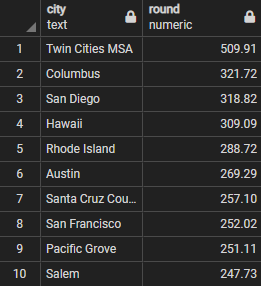 city round
text numeric
1 Twin Cities MSA 509.91
2 Columbus 321.72
3 San Diego 318.82
4 Hawaii 309.09
5 Rhode Island 288.72
6 Austin 269.29
7 Santa Cruz Cou... 257.10
8 San Francisco 252.02
9 Pacific Grove 251.11
10 Salem 247.73